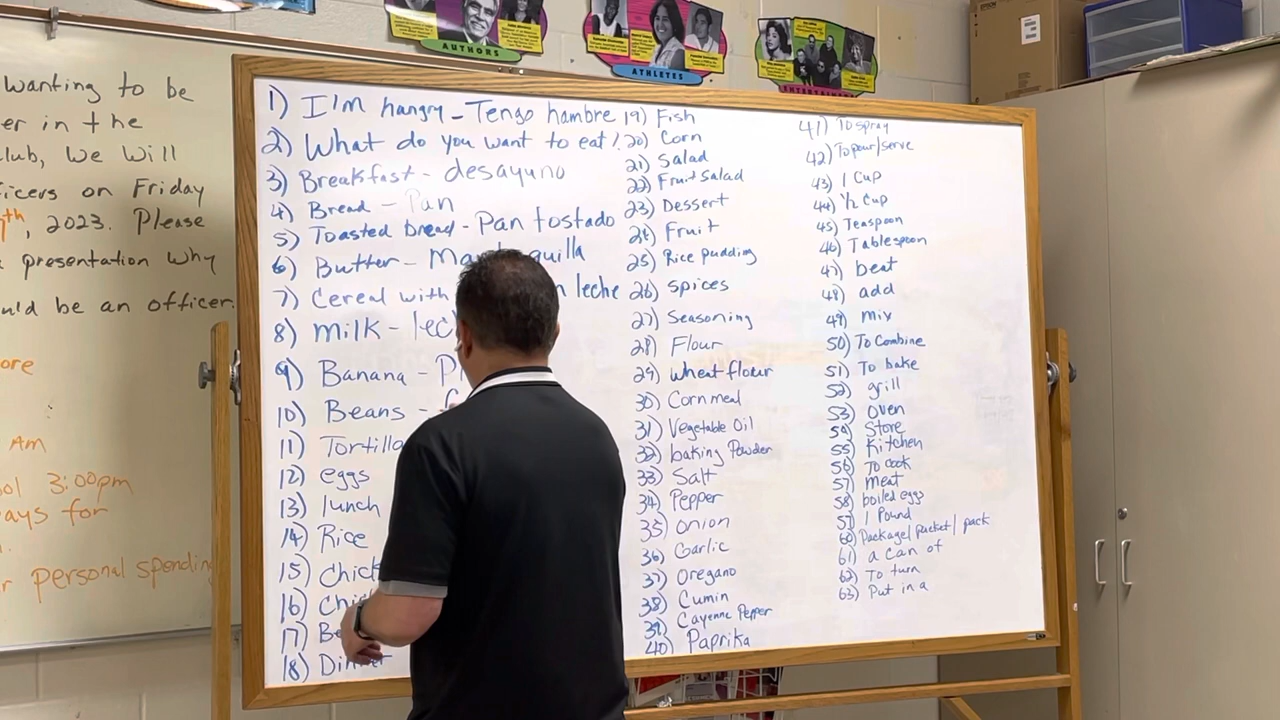 AUTHORS
ATHLETES
ENTERTAINERS
EPSON
wanting to be
er in the
lub, We Will
ficers on Friday
th, 2023. Please
presentation why
uld be an officer.
ore
Am
ol 3:00pm
ays for
r personal spending
1) I'm hangry - Tengo hambre
2) What do you want to eat?
3) Breakfast - desayuno
4) Bread - Pan
5) Toasted bread - Pan tostado
6) Butter - Man quilla
7) Cereal with n leche
8) milk - lec
9) Banana - Pl
10) Beans -
11) Tortilla
12) eggs
13) lunch
14) Rice
15) Chick
16) Chi
17) Be
18) Dinner
19) Fish
20) Corn
21) Salad
22) Fruit Salad
23) Dessert
24) Fruit
25) Rice pudding
26) Spices
27) Seasoning
28) Flour
29) wheat flour
30) Corn meal
31) Vegetable Oil
32) baking Powder
33) Salt
34) Pepper
35) onion
36) Garlic
37) Oregano
38) Cumin
39) Cayenne Pepper
40) Paprika
41) To spray
42) To pour/serve
43) 1 Cup
44) 1/2 Cup
45) Teaspoon
46) Tablespoon
47) beat
48) add
49) mix
50) To Combine
51) To bake
52) grill
53) oven
54) Store
55) Kitchen
56) To cook
57) meat
58) boiled eggs
59) 1 Pound
60) Package/packet/pack
61) a can of
62) To turn
63) Put in a